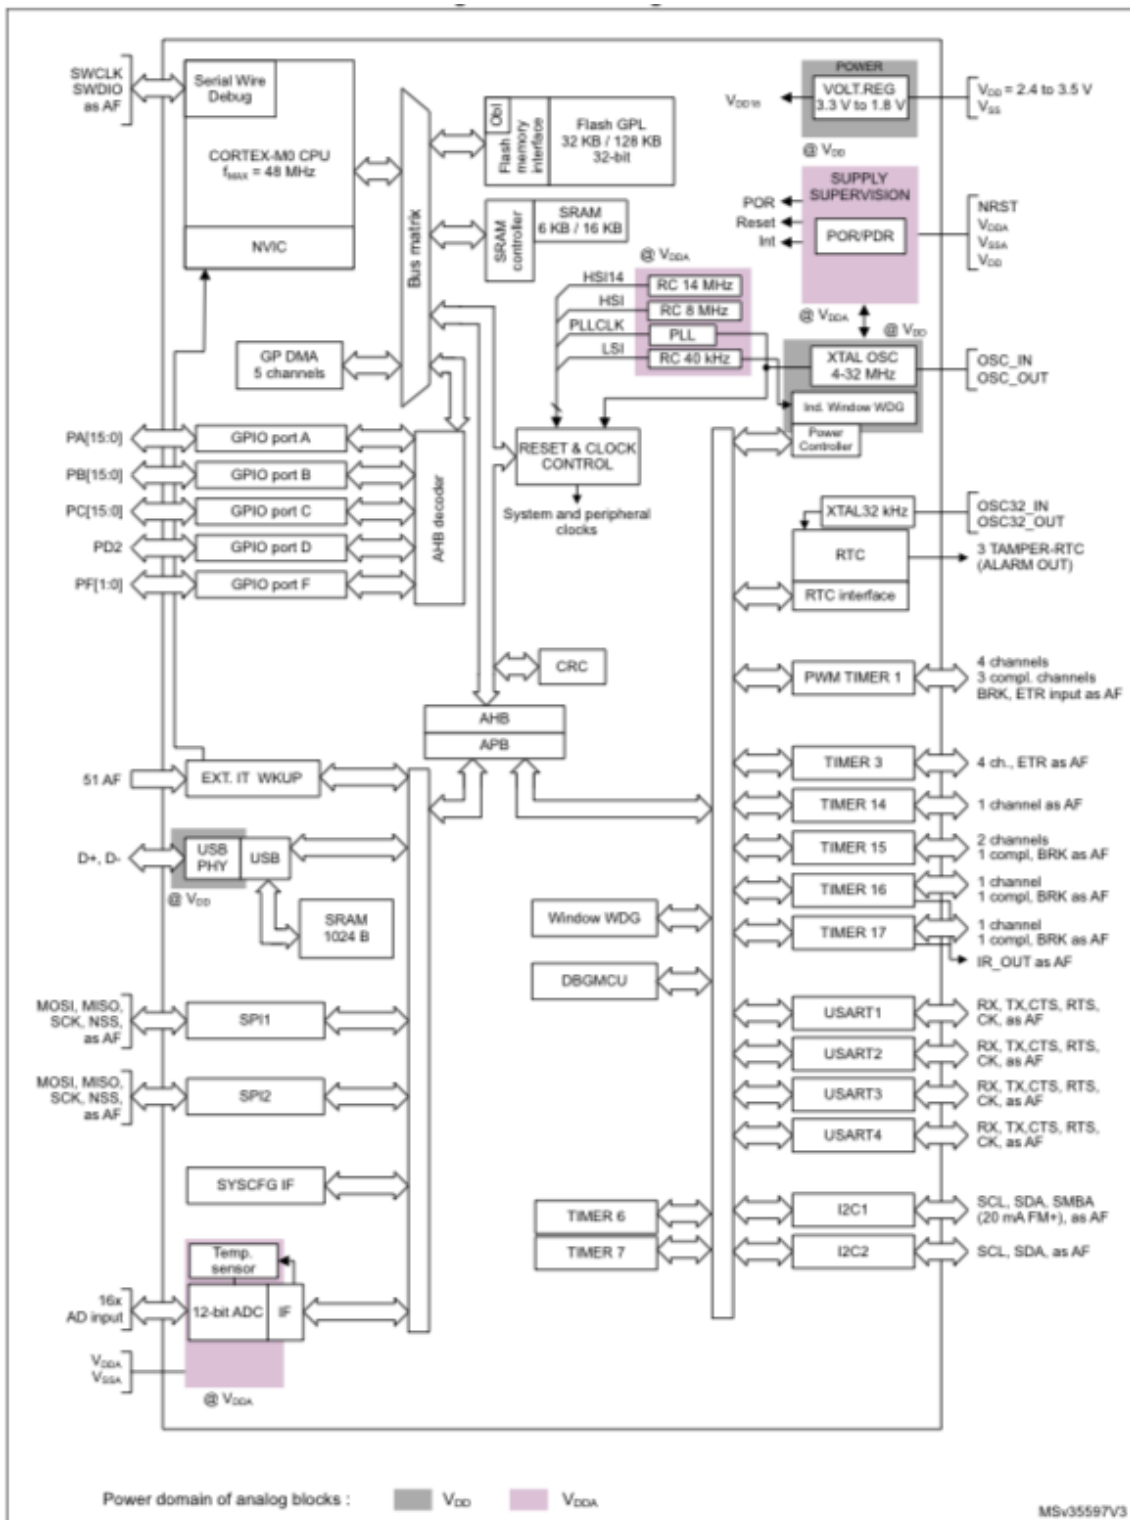 SWCLK
SWDIO
as AF
Serial Wire
Debug
CORTEX-M0 CPU
fMAX = 48 MHz
NVIC
Bus matrix
Obl
Flash
memory
interface
Flash GPL
32 KB / 128 KB
32-bit
SRAM
controller
SRAM
6 KB / 16 KB
POWER
VOLT.REG
3.3 V to 1.8 V
VDD18
VDD = 2.4 to 3.5 V
VSS
@ VDD
SUPPLY
SUPERVISION
POR
Reset
Int
POR/PDR
NRST
VDDA
VSSA
VDD
@ VDDA
@ VDD
@ VDDA
HSI14
RC 14 MHz
HSI
RC 8 MHz
PLLCLK
PLL
LSI
RC 40 kHz
XTAL OSC
4-32 MHz
OSC_IN
OSC_OUT
Ind. Window WDG
Power
Controller
GP DMA
5 channels
PA[15:0]
GPIO port A
PB[15:0]
GPIO port B
PC[15:0]
GPIO port C
PD2
GPIO port D
PF[1:0]
GPIO port F
AHB decoder
RESET & CLOCK
CONTROL
System and peripheral
clocks
XTAL32 kHz
OSC32_IN
OSC32_OUT
RTC
3 TAMPER-RTC
(ALARM OUT)
RTC interface
CRC
AHB
APB
PWM TIMER 1
4 channels
3 compl. channels
BRK, ETR input as AF
51 AF
EXT. IT WKUP
TIMER 3
4 ch., ETR as AF
TIMER 14
1 channel as AF
D+, D-
USB
PHY
USB
@ VDD
SRAM
1024 B
TIMER 15
2 channels
1 compl, BRK as AF
TIMER 16
1 channel
1 compl, BRK as AF
Window WDG
TIMER 17
1 channel
1 compl, BRK as AF
IR_OUT as AF
DBGMCU
MOSI, MISO,
SCK, NSS,
as AF
SPI1
USART1
RX, TX,CTS, RTS,
CK, as AF
USART2
RX, TX,CTS, RTS,
CK, as AF
MOSI, MISO,
SCK, NSS,
as AF
SPI2
USART3
RX, TX,CTS, RTS,
CK, as AF
USART4
RX, TX,CTS, RTS,
CK, as AF
SYSCFG IF
TIMER 6
TIMER 7
I2C1
SCL, SDA, SMBA
(20 mA FM+), as AF
I2C2
SCL, SDA, as AF
Temp.
sensor
16x
AD input
12-bit ADC
IF
VDDA
VSSA
@ VDDA
Power domain of analog blocks :
VDD
VDDA
MSv35597V3